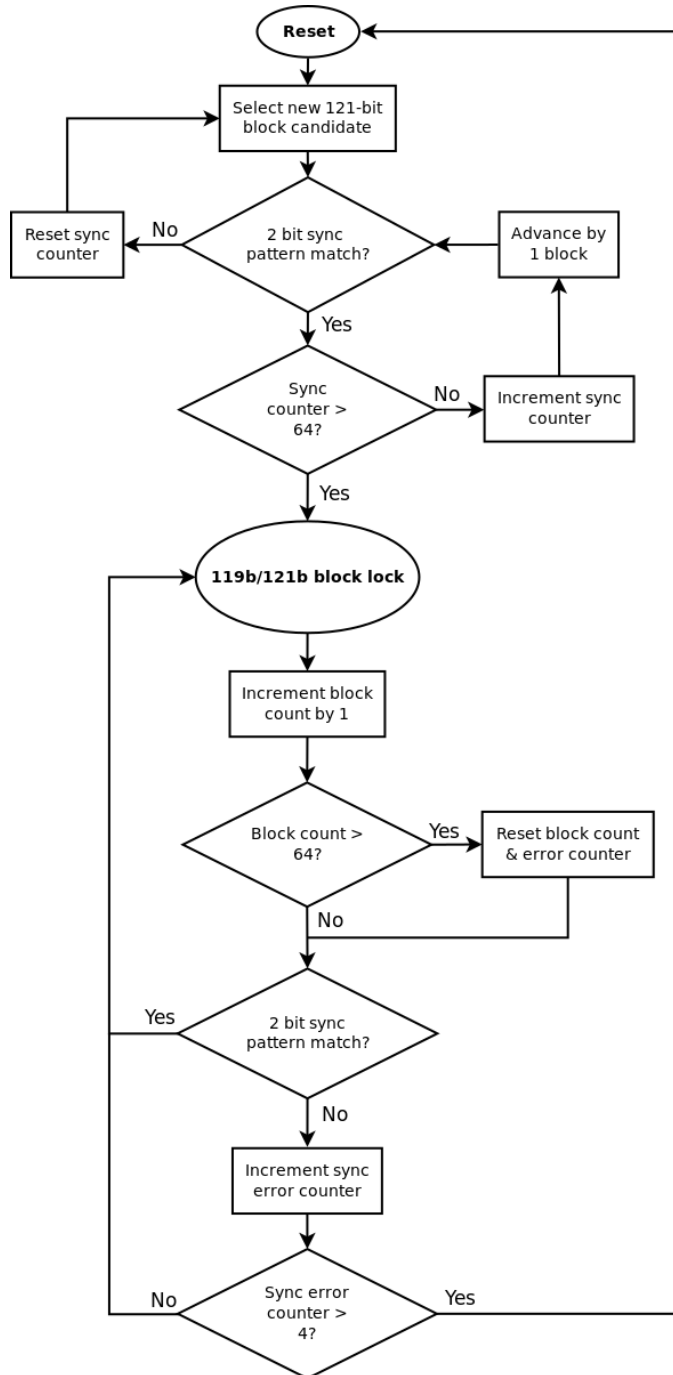 Reset
Select new 121-bit
block candidate
2 bit sync
pattern match?
No
Reset sync
counter
Advance by
1 block
Yes
Sync
counter >
64?
No
Increment sync
counter
Yes
119b/121b block lock
Increment block
count by 1
Block count >
64?
Yes
Reset block count
& error counter
No
Yes
2 bit sync
pattern match?
No
Increment sync
error counter
No
Sync error
counter >
4?
Yes